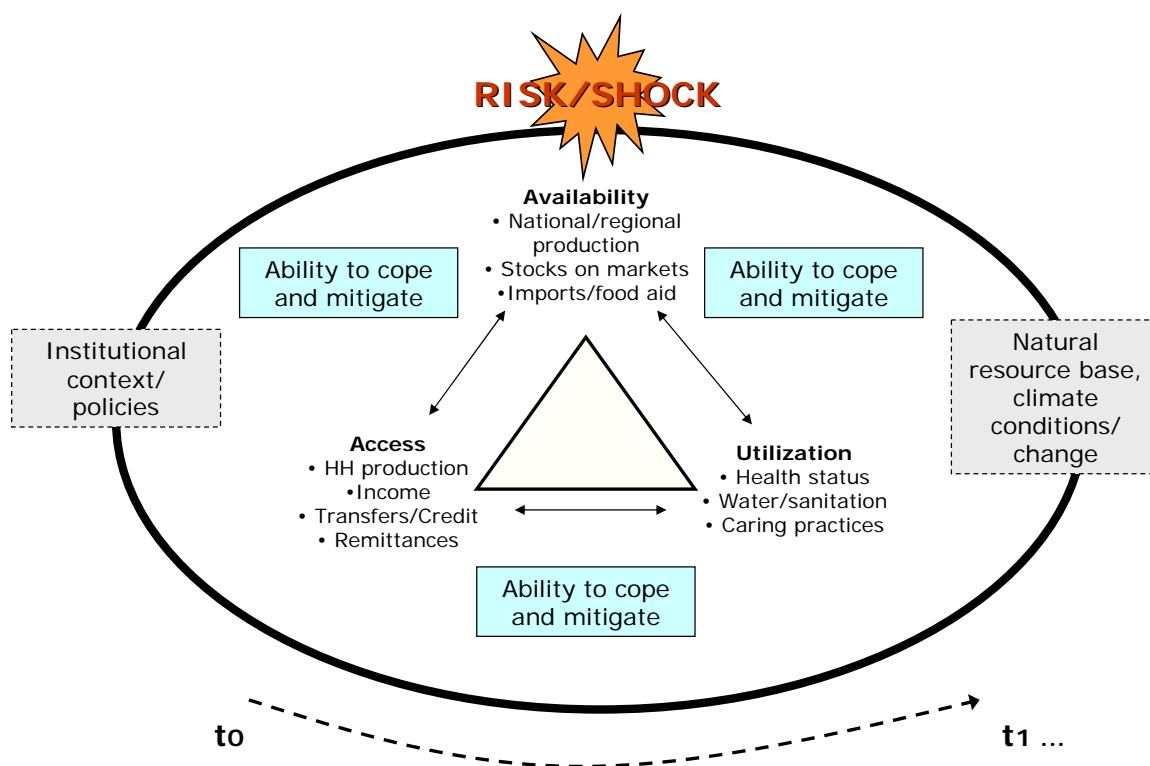 RISK/SHOCK
Availability
• National/regional
production
• Stocks on markets
•Imports/food aid
Ability to cope
and mitigate
Ability to cope
and mitigate
Institutional
context/
policies
Natural
resource base,
climate
conditions/
change
Access
• HH production
•Income
• Transfers/Credit
• Remittances
Utilization
• Health status
• Water/sanitation
• Caring practices
Ability to cope
and mitigate
t0
t1 ...